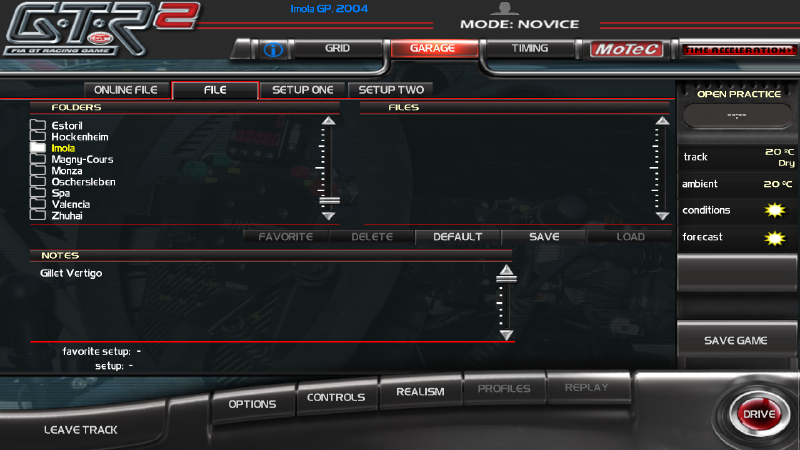 GTR2
FIA GT RACING GAME
Imola GP, 2004
MODE: NOVICE
GRID
GARAGE
TIMING
MoTeC
TIME ACCELERATION
ONLINE FILE
FILE
SETUP ONE
SETUP TWO
FOLDERS
FILES
Estoril
Hockenheim
Imola
Magny-Cours
Monza
Oschersleben
Spa
Valencia
Zhuhai
FAVORITE
DELETE
DEFAULT
SAVE
LOAD
NOTES
Gillet Vertigo
favorite setup: -
setup: -
OPEN PRACTICE
--:--
track 20 ºC
Dry
ambient 20 ºC
conditions
forecast
SAVE GAME
LEAVE TRACK
OPTIONS
CONTROLS
REALISM
PROFILES
REPLAY
DRIVE